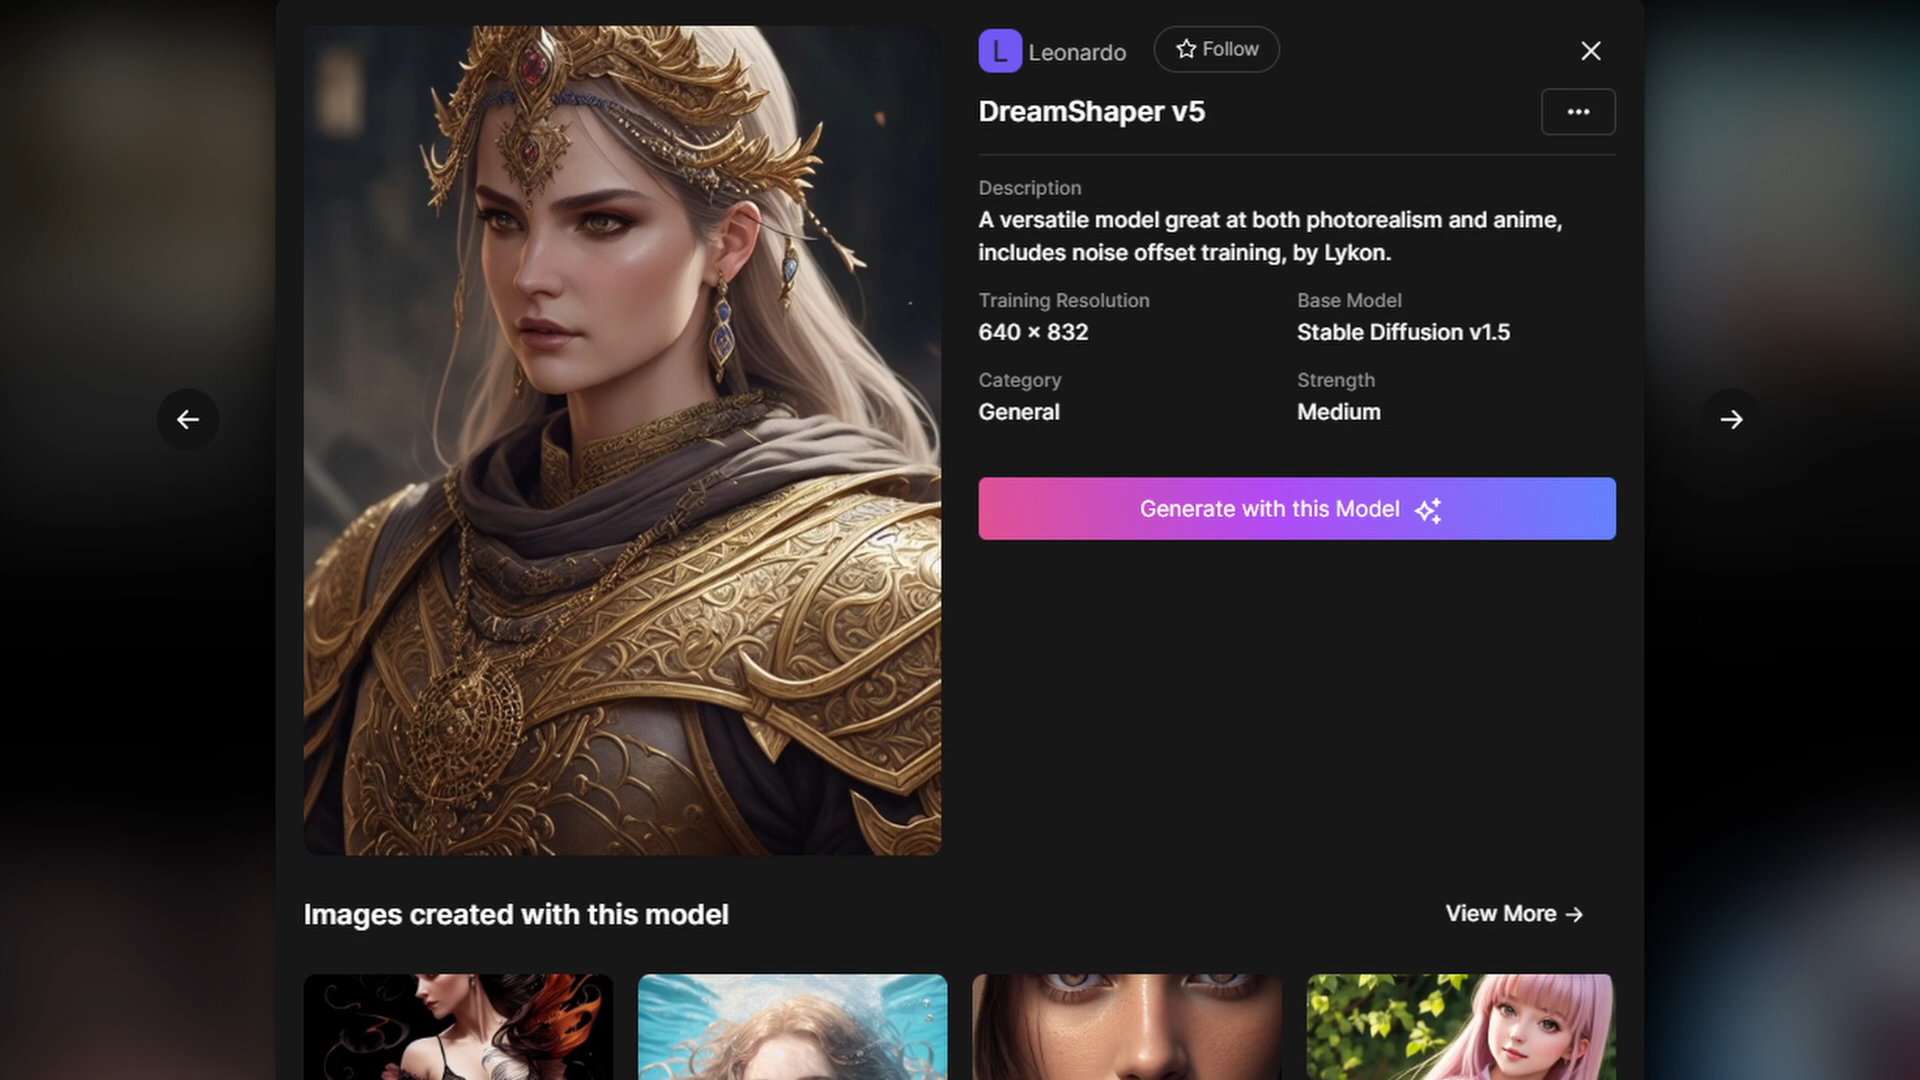 L Leonardo
Follow
DreamShaper v5
Description
A versatile model great at both photorealism and anime,
includes noise offset training, by Lykon.
Training Resolution
Base Model
640 × 832
Stable Diffusion v1.5
Category
Strength
General
Medium
Generate with this Model
Images created with this model
View More